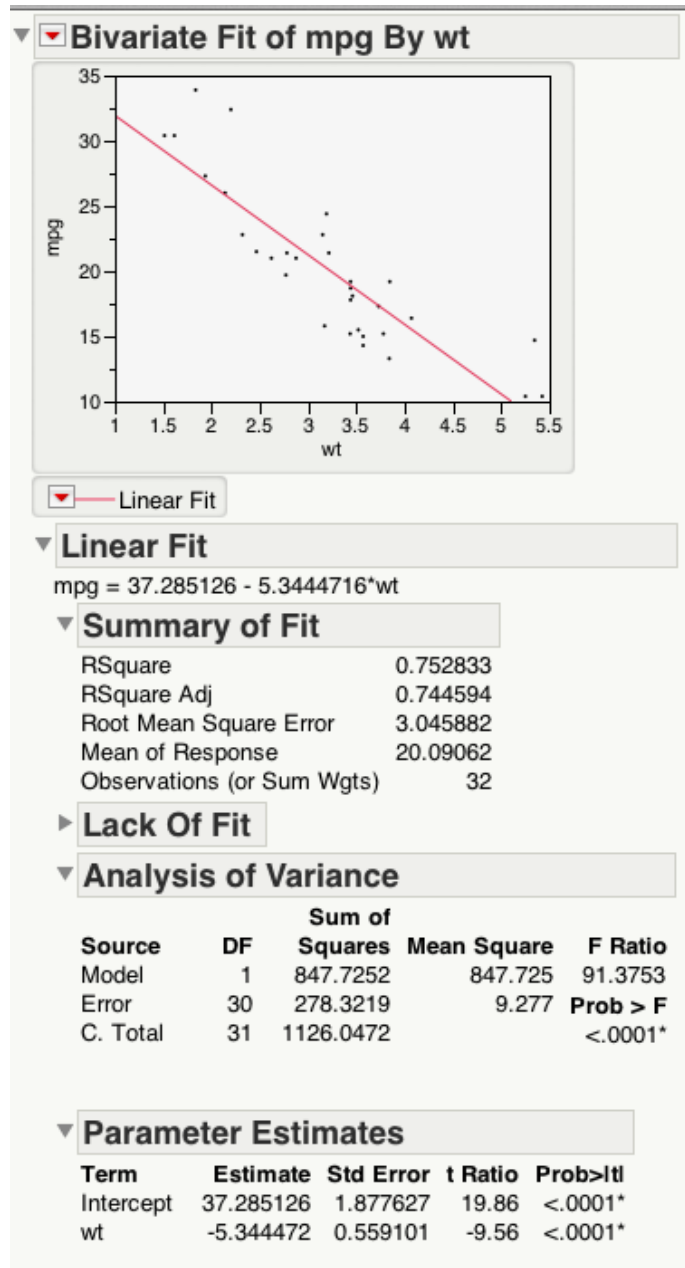 Bivariate Fit of mpg By wt
35
30
25
20
15
10
mpg
1 1.5 2 2.5 3 3.5 4 4.5 5 5.5
wt
Linear Fit
Linear Fit
mpg = 37.285126 - 5.3444716*wt
Summary of Fit
RSquare 0.752833
RSquare Adj 0.744594
Root Mean Square Error 3.045882
Mean of Response 20.09062
Observations (or Sum Wgts) 32
Lack Of Fit
Analysis of Variance
Sum of
Source DF Squares Mean Square F Ratio
Model 1 847.7252 847.725 91.3753
Error 30 278.3219 9.277 Prob > F
C. Total 31 1126.0472 <.0001*
Parameter Estimates
Term Estimate Std Error t Ratio Prob>|t|
Intercept 37.285126 1.877627 19.86 <.0001*
wt -5.344472 0.559101 -9.56 <.0001*